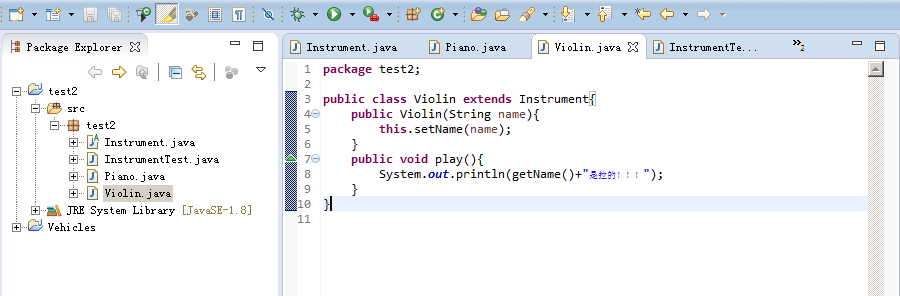 Package Explorer
test2
src
test2
Instrument.java
InstrumentTest.java
Piano.java
Violin.java
JRE System Library [JavaSE-1.8]
Vehicles
Instrument.java Piano.java Violin.java InstrumentTe... »2
1 package test2;
2
3 public class Violin extends Instrument{
4 public Violin(String name){
5 this.setName(name);
6 }
7 public void play(){
8 System.out.println(getName()+"是拉的！！！");
9 }
10 }
11